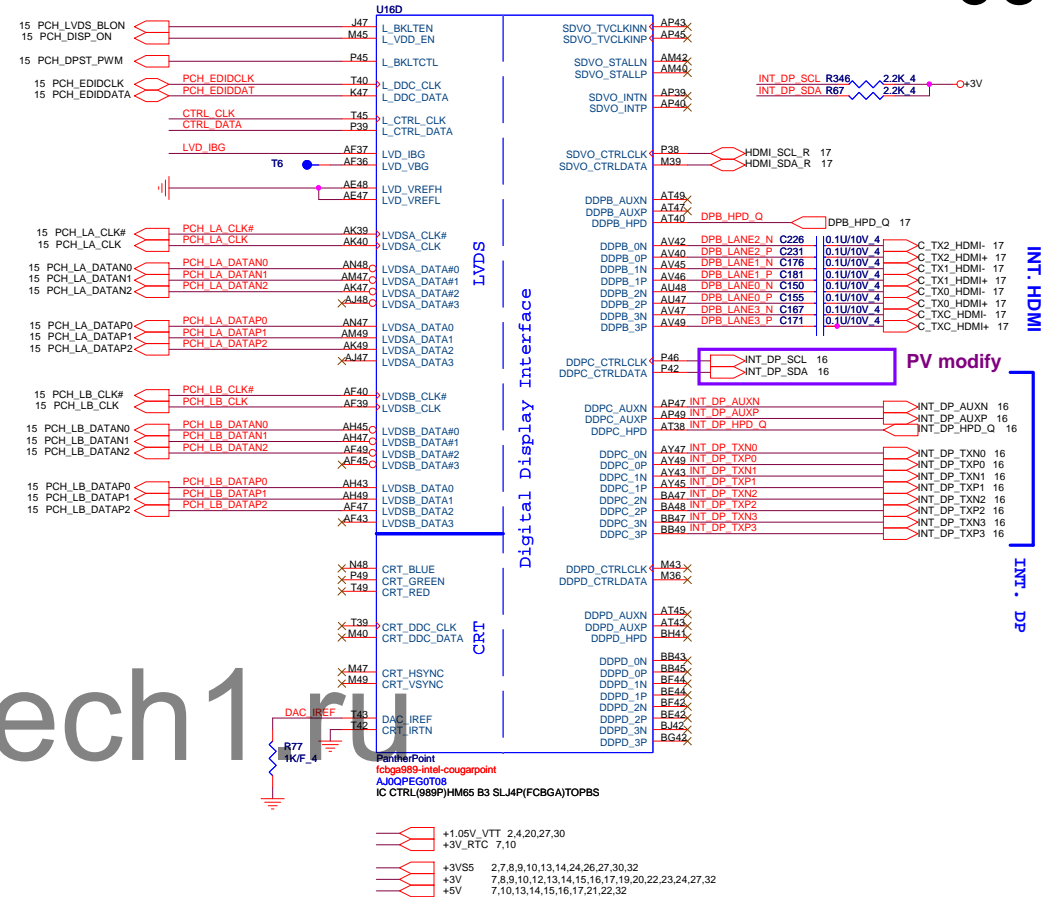 U16D
15 PCH_LVDS_BLON J47 L_BKLTEN
15 PCH_DISP_ON M45 L_VDD_EN
15 PCH_DPST_PWM P45 L_BKLTCTL
15 PCH_EDIDCLK PCH_EDIDCLK T40 L_DDC_CLK
15 PCH_EDIDDATA PCH_EDIDDAT K47 L_DDC_DATA
CTRL_CLK T45 L_CTRL_CLK
CTRL_DATA P39 L_CTRL_DATA
LVD_IBG AF37 LVD_IBG
T6 AF36 LVD_VBG
AE48 LVD_VREFH
AE47 LVD_VREFL
15 PCH_LA_CLK# PCH_LA_CLK# AK39 LVDSA_CLK#
15 PCH_LA_CLK PCH_LA_CLK AK40 LVDSA_CLK
15 PCH_LA_DATAN0 PCH_LA_DATAN0 AN48 LVDSA_DATA#0
15 PCH_LA_DATAN1 PCH_LA_DATAN1 AM47 LVDSA_DATA#1
15 PCH_LA_DATAN2 PCH_LA_DATAN2 AK47 LVDSA_DATA#2
AJ48 LVDSA_DATA#3
15 PCH_LA_DATAP0 PCH_LA_DATAP0 AN47 LVDSA_DATA0
15 PCH_LA_DATAP1 PCH_LA_DATAP1 AM49 LVDSA_DATA1
15 PCH_LA_DATAP2 PCH_LA_DATAP2 AK49 LVDSA_DATA2
AJ47 LVDSA_DATA3
15 PCH_LB_CLK# PCH_LB_CLK# AF40 LVDSB_CLK#
15 PCH_LB_CLK PCH_LB_CLK AF39 LVDSB_CLK
15 PCH_LB_DATAN0 PCH_LB_DATAN0 AH45 LVDSB_DATA#0
15 PCH_LB_DATAN1 PCH_LB_DATAN1 AH47 LVDSB_DATA#1
15 PCH_LB_DATAN2 PCH_LB_DATAN2 AF49 LVDSB_DATA#2
AF45 LVDSB_DATA#3
15 PCH_LB_DATAP0 PCH_LB_DATAP0 AH43 LVDSB_DATA0
15 PCH_LB_DATAP1 PCH_LB_DATAP1 AH49 LVDSB_DATA1
15 PCH_LB_DATAP2 PCH_LB_DATAP2 AF47 LVDSB_DATA2
AF43 LVDSB_DATA3
N48 CRT_BLUE
P49 CRT_GREEN
T49 CRT_RED
T39 CRT_DDC_CLK
M40 CRT_DDC_DATA
M47 CRT_HSYNC
M49 CRT_VSYNC
DAC_IREF T43 DAC_IREF
T42 CRT_IRTN
R77
1K/F_4
LVDS
CRT
Digital Display Interface
SDVO_TVCLKINN AP43
SDVO_TVCLKINP AP45
SDVO_STALLN AM42
SDVO_STALLP AM40
SDVO_INTN AP39
SDVO_INTP AP40
INT_DP_SCL R346 2.2K_4 +3V
INT_DP_SDA R67 2.2K_4
SDVO_CTRLCLK P38 HDMI_SCL_R 17
SDVO_CTRLDATA M39 HDMI_SDA_R 17
DDPB_AUXN AT49
DDPB_AUXP AT47
DDPB_HPD AT40 DPB_HPD_Q DPB_HPD_Q 17
DDPB_0N AV42 DPB_LANE2_N C226 0.1U/10V_4 C_TX2_HDMI- 17
DDPB_0P AV40 DPB_LANE2_P C231 0.1U/10V_4 C_TX2_HDMI+ 17
DDPB_1N AV45 DPB_LANE1_N C176 0.1U/10V_4 C_TX1_HDMI- 17
DDPB_1P AV46 DPB_LANE1_P C181 0.1U/10V_4 C_TX1_HDMI+ 17
DDPB_2N AU48 DPB_LANE0_N C150 0.1U/10V_4 C_TX0_HDMI- 17
DDPB_2P AU47 DPB_LANE0_P C155 0.1U/10V_4 C_TX0_HDMI+ 17
DDPB_3N AV47 DPB_LANE3_N C167 0.1U/10V_4 C_TXC_HDMI- 17
DDPB_3P AV49 DPB_LANE3_P C171 0.1U/10V_4 C_TXC_HDMI+ 17
INT. HDMI
DDPC_CTRLCLK P46 INT_DP_SCL 16
DDPC_CTRLDATA P42 INT_DP_SDA 16
PV modify
DDPC_AUXN AP47 INT_DP_AUXN INT_DP_AUXN 16
DDPC_AUXP AP49 INT_DP_AUXP INT_DP_AUXP 16
DDPC_HPD AT38 INT_DP_HPD_Q INT_DP_HPD_Q 16
DDPC_0N AY47 INT_DP_TXN0 INT_DP_TXN0 16
DDPC_0P AY49 INT_DP_TXP0 INT_DP_TXP0 16
DDPC_1N AY43 INT_DP_TXN1 INT_DP_TXN1 16
DDPC_1P AY45 INT_DP_TXP1 INT_DP_TXP1 16
DDPC_2N BA47 INT_DP_TXN2 INT_DP_TXN2 16
DDPC_2P BA48 INT_DP_TXP2 INT_DP_TXP2 16
DDPC_3N BB47 INT_DP_TXN3 INT_DP_TXN3 16
DDPC_3P BB49 INT_DP_TXP3 INT_DP_TXP3 16
INT. DP
DDPD_CTRLCLK M43
DDPD_CTRLDATA M36
DDPD_AUXN AT45
DDPD_AUXP AT43
DDPD_HPD BH41
DDPD_0N BB43
DDPD_0P BB45
DDPD_1N BF44
DDPD_1P BE44
DDPD_2N BF42
DDPD_2P BE42
DDPD_3N BJ42
DDPD_3P BG42
ech1.ru
PantherPoint
fcbga989-intel-cougarpoint
AJ0QPEG0T08
IC CTRL(989P)HM65 B3 SLJ4P(FCBGA)TOPBS
+1.05V_VTT 2,4,20,27,30
+3V_RTC 7,10
+3VS5 2,7,8,9,10,13,14,24,26,27,30,32
+3V 7,8,9,10,12,13,14,15,16,17,19,20,22,23,24,27,32
+5V 7,10,13,14,15,16,17,21,22,32